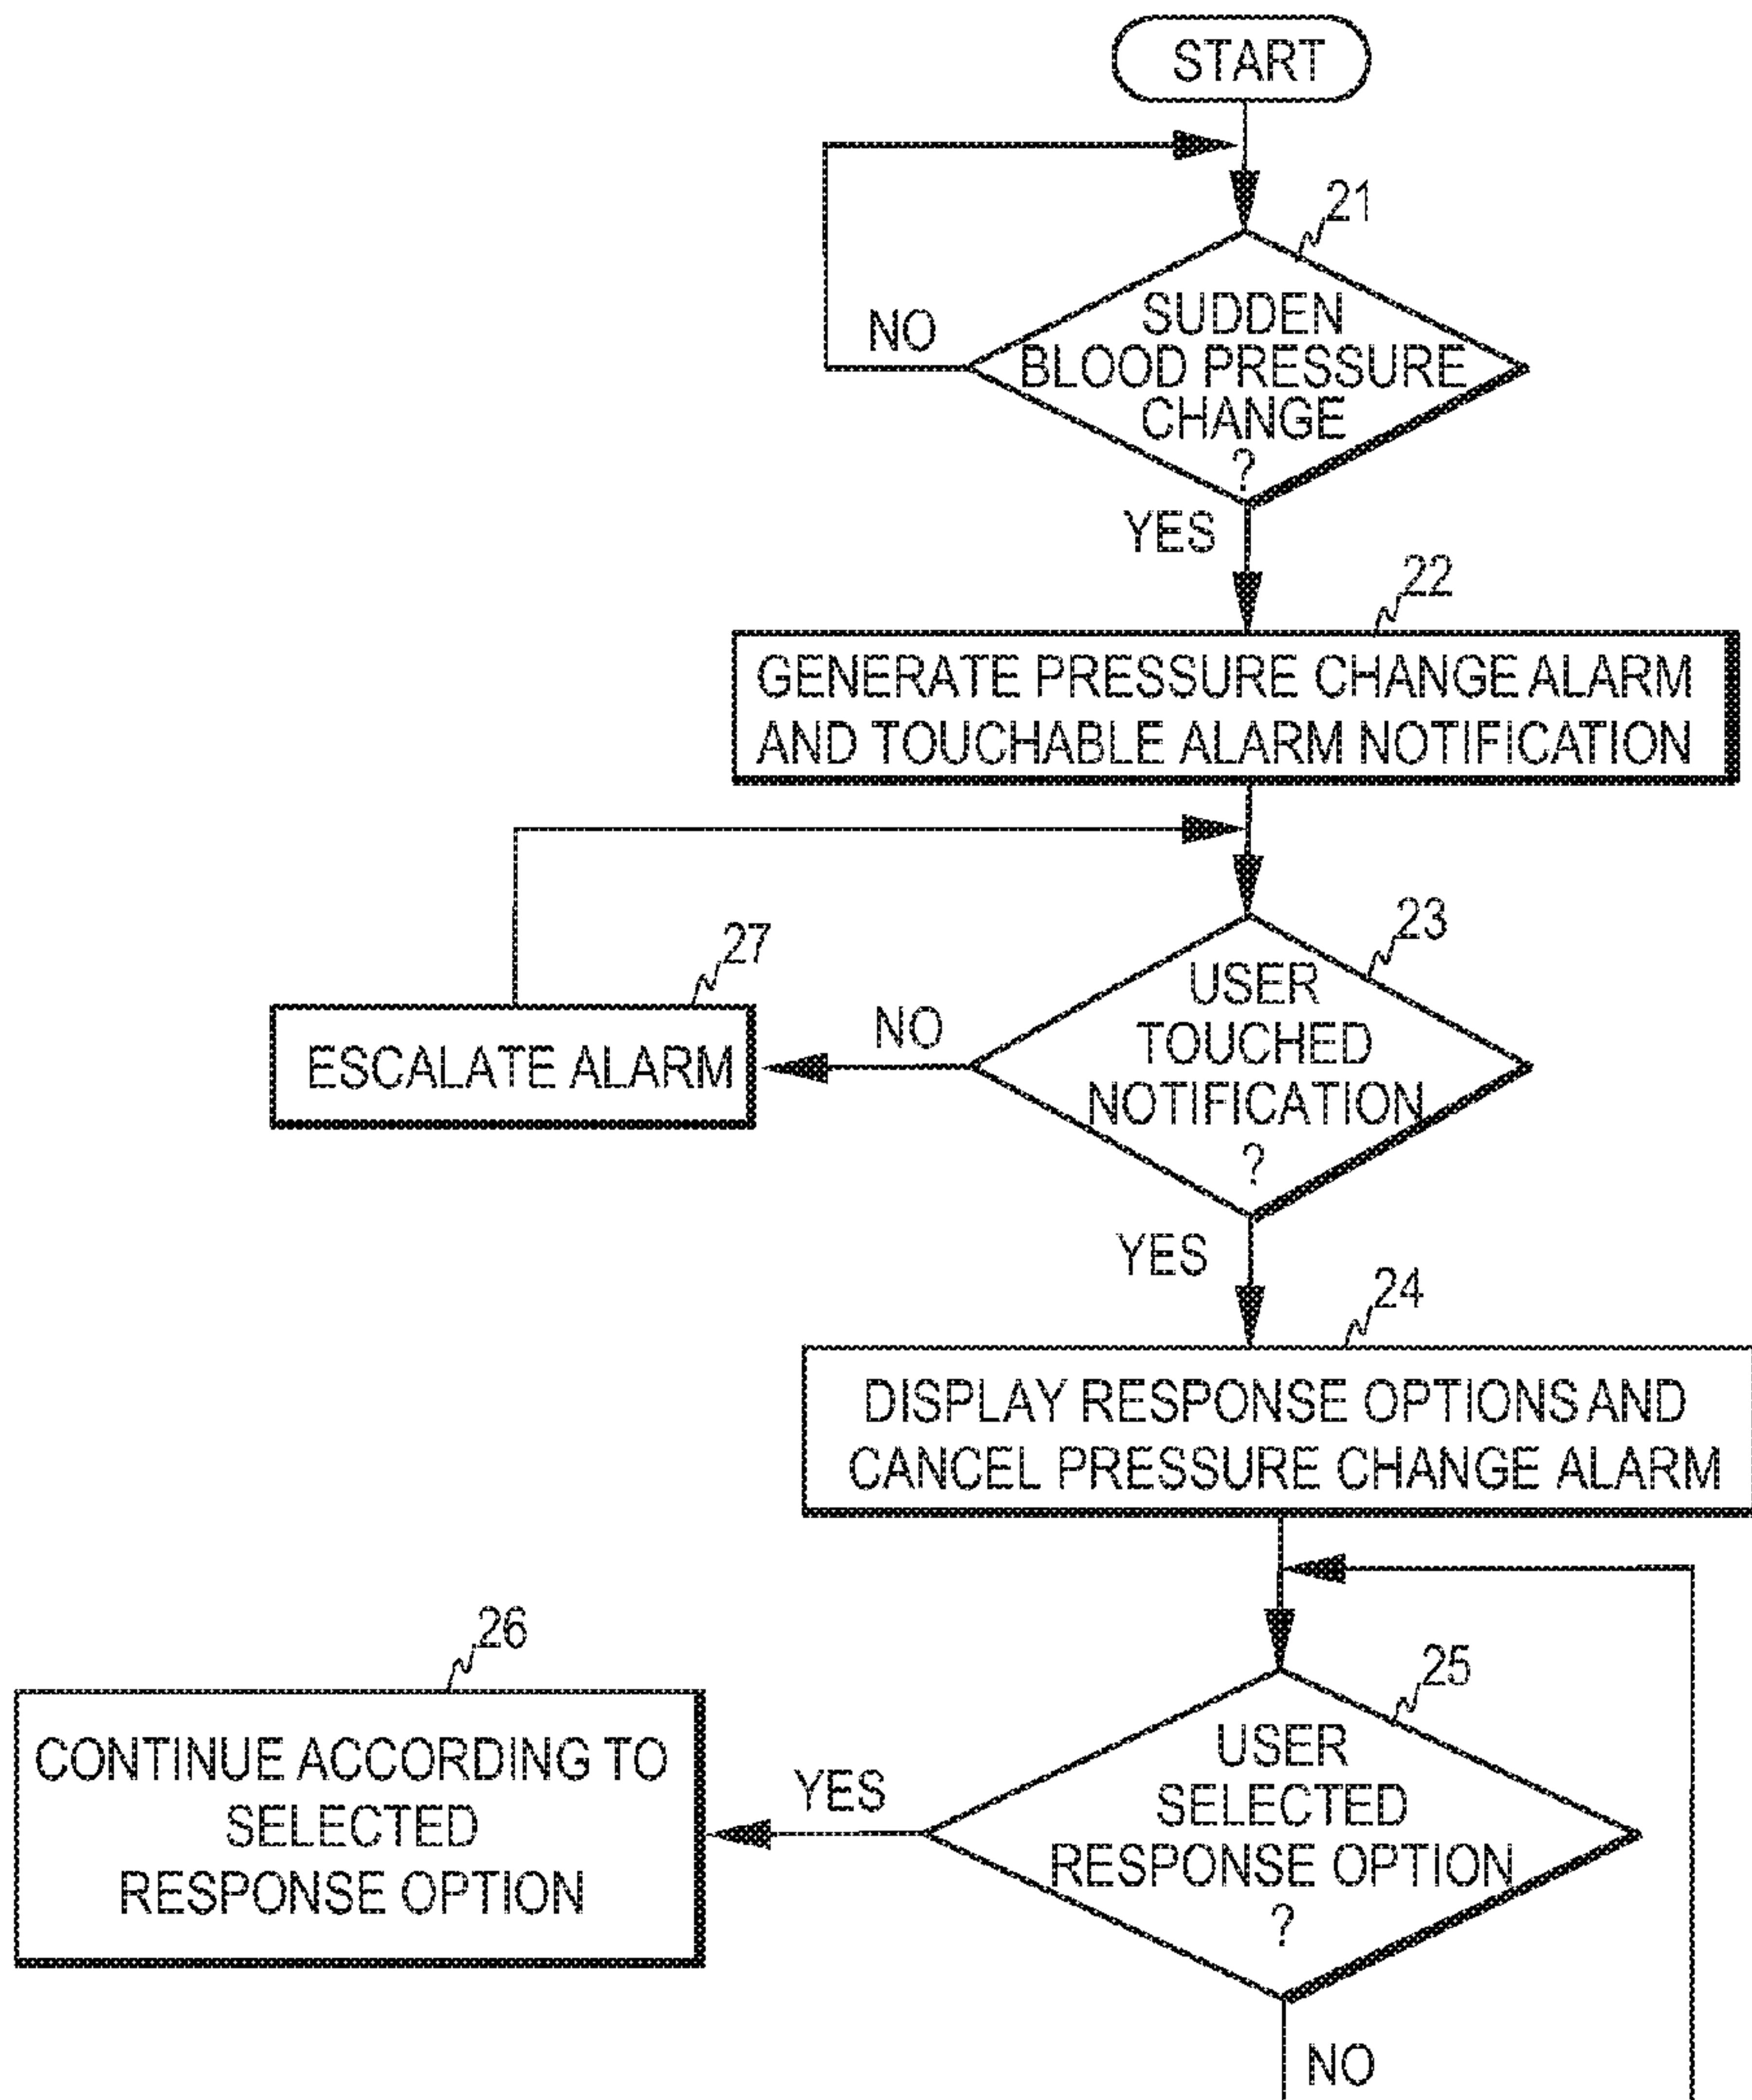 START
21
SUDDEN
BLOOD PRESSURE
CHANGE
?
NO
YES
22
GENERATE PRESSURE CHANGE ALARM
AND TOUCHABLE ALARM NOTIFICATION
23
USER
TOUCHED
NOTIFICATION
?
NO
27
ESCALATE ALARM
YES
24
DISPLAY RESPONSE OPTIONS AND
CANCEL PRESSURE CHANGE ALARM
25
USER
SELECTED
RESPONSE OPTION
?
YES
26
CONTINUE ACCORDING TO
SELECTED
RESPONSE OPTION
NO